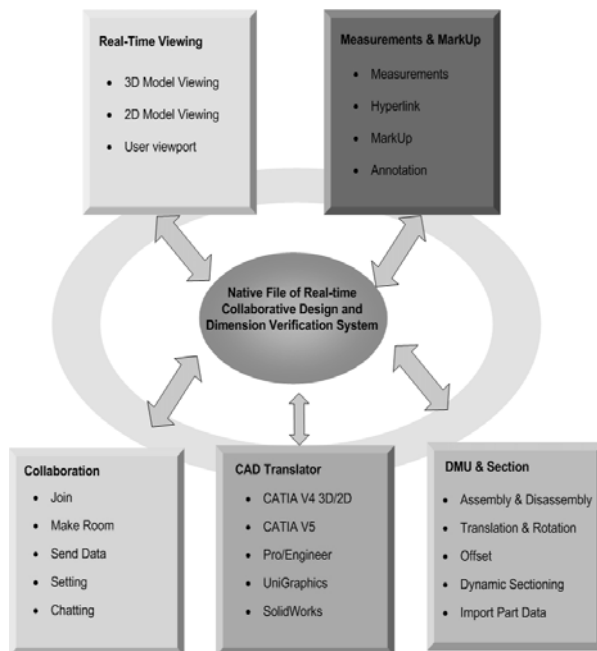 Real-Time Viewing
• 3D Model Viewing
• 2D Model Viewing
• User viewport
Measurements & MarkUp
• Measurements
• Hyperlink
• MarkUp
• Annotation
Native File of Real-time
Collaborative Design and
Dimension Verification System
Collaboration
• Join
• Make Room
• Send Data
• Setting
• Chatting
CAD Translator
• CATIA V4 3D/2D
• CATIA V5
• Pro/Engineer
• UniGraphics
• SolidWorks
DMU & Section
• Assembly & Disassembly
• Translation & Rotation
• Offset
• Dynamic Sectioning
• Import Part Data